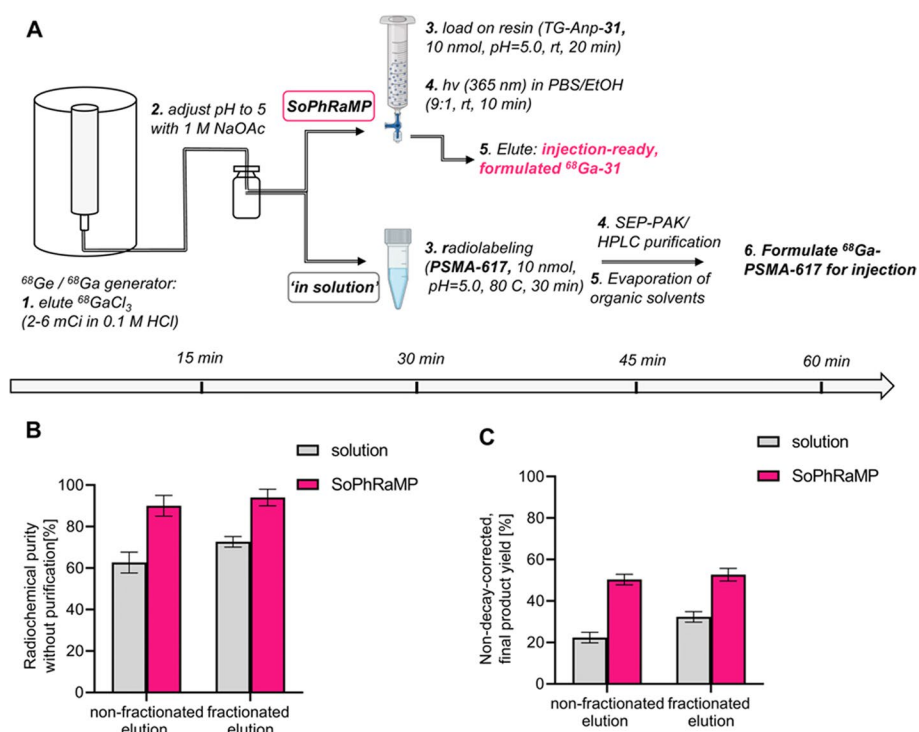 A
3. load on resin (TG-Anp-31,
10 nmol, pH=5.0, rt, 20 min)
2. adjust pH to 5
with 1 M NaOAc
SoPhRaMP
4. hv (365 nm) in PBS/EtOH
(9:1, rt, 10 min)
5. Elute: injection-ready,
formulated ⁶⁸Ga-31
⁶⁸Ge / ⁶⁸Ga generator:
1. elute ⁶⁸GaCl₃
(2-6 mCi in 0.1 M HCl)
'in solution'
3. radiolabeling
(PSMA-617, 10 nmol,
pH=5.0, 80 C, 30 min)
4. SEP-PAK/
HPLC purification
5. Evaporation of
organic solvents
6. Formulate ⁶⁸Ga-
PSMA-617 for injection
15 min
30 min
45 min
60 min
B
solution
SoPhRaMP
Radiochemical purity
without purification[%]
100
80
60
40
20
0
non-fractionated
elution
fractionated
elution
C
solution
SoPhRaMP
Non-decay-corrected,
final product yield [%]
100
80
60
40
20
0
non-fractionated
elution
fractionated
elution